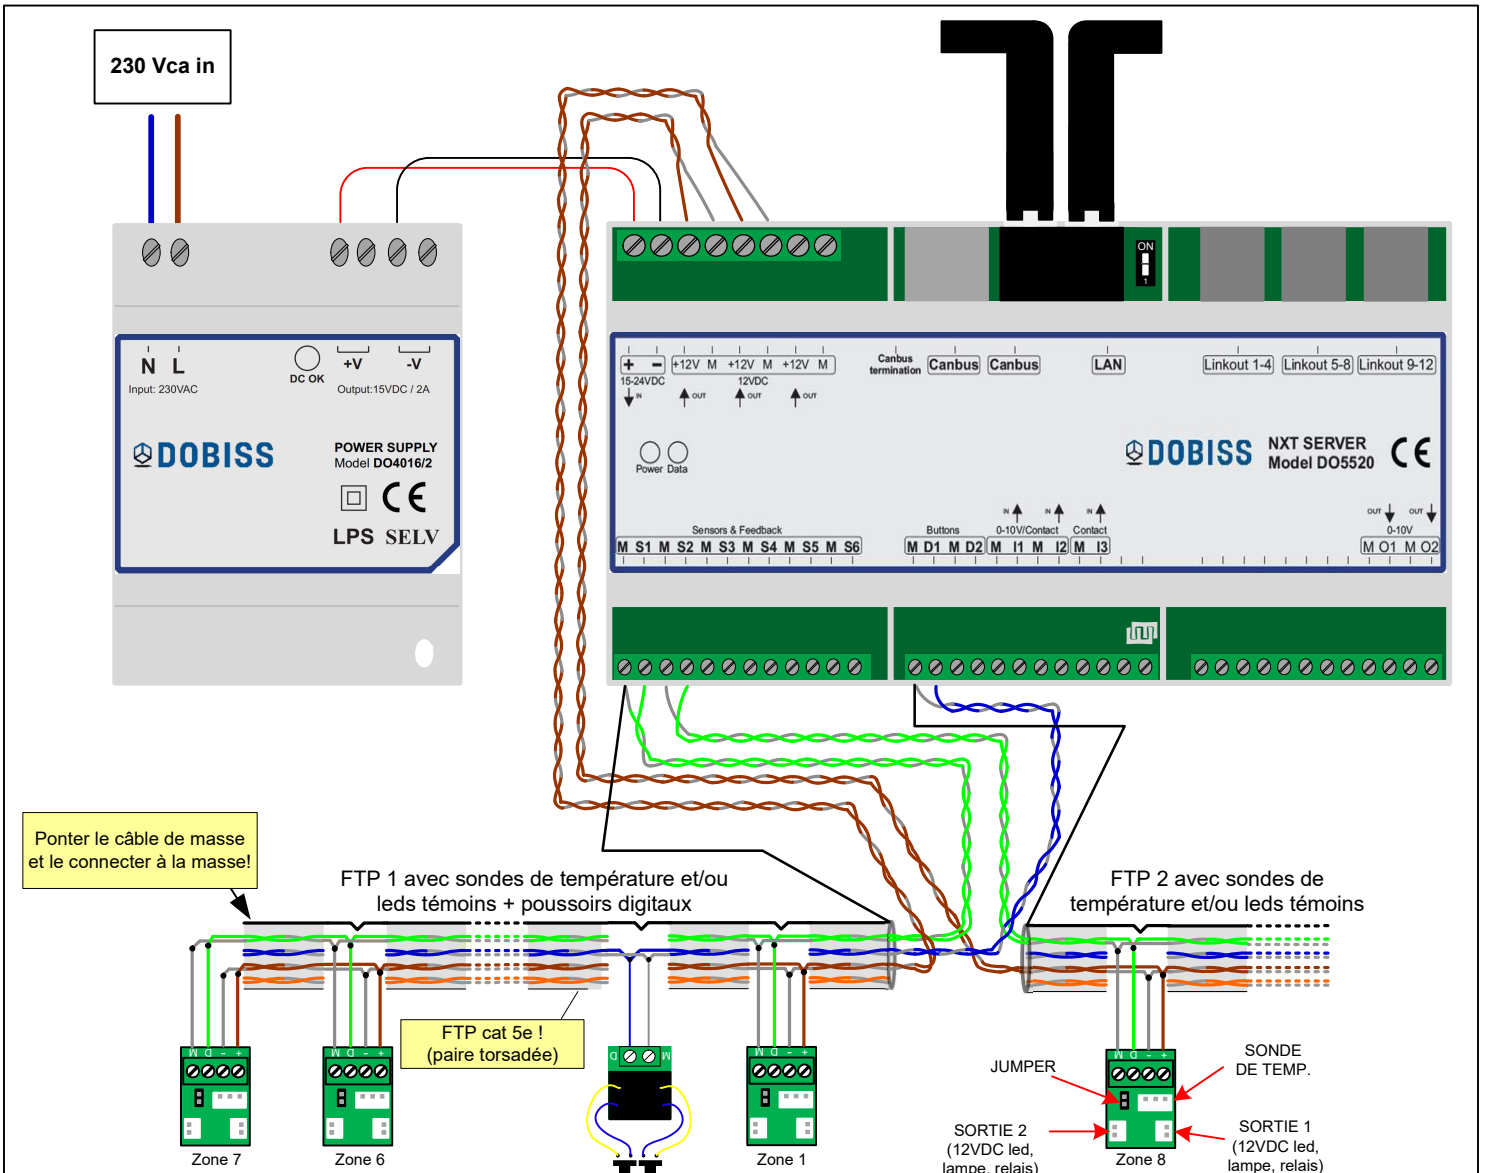 230 Vca in
N L
Input: 230VAC
DC OK
+V
-V
Output:15VDC / 2A
DOBISS
POWER SUPPLY
Model DO4016/2
CE
LPS SELV
ON
1
+ -
15-24VDC
IN
+12V M +12V M +12V M
12VDC
OUT OUT OUT
Canbus
termination
Canbus
Canbus
LAN
Linkout 1-4
Linkout 5-8
Linkout 9-12
Power Data
DOBISS
NXT SERVER
Model DO5520
CE
Sensors & Feedback
M S1 M S2 M S3 M S4 M S5 M S6
Buttons
M D1 M D2
IN IN
0-10V/Contact
M I1 M I2
IN
Contact
M I3
OUT OUT
0-10V
M O1 M O2
Ponter le câble de masse
et le connecter à la masse!
FTP 1 avec sondes de température et/ou
leds témoins + poussoirs digitaux
FTP 2 avec sondes de
température et/ou leds témoins
FTP cat 5e !
(paire torsadée)
M D - +
Zone 7
M D - +
Zone 6
D M
M D - +
Zone 1
M D - +
Zone 8
JUMPER
SONDE
DE TEMP.
SORTIE 2
(12VDC led,
lampe, relais)
SORTIE 1
(12VDC led,
lampe, relais)